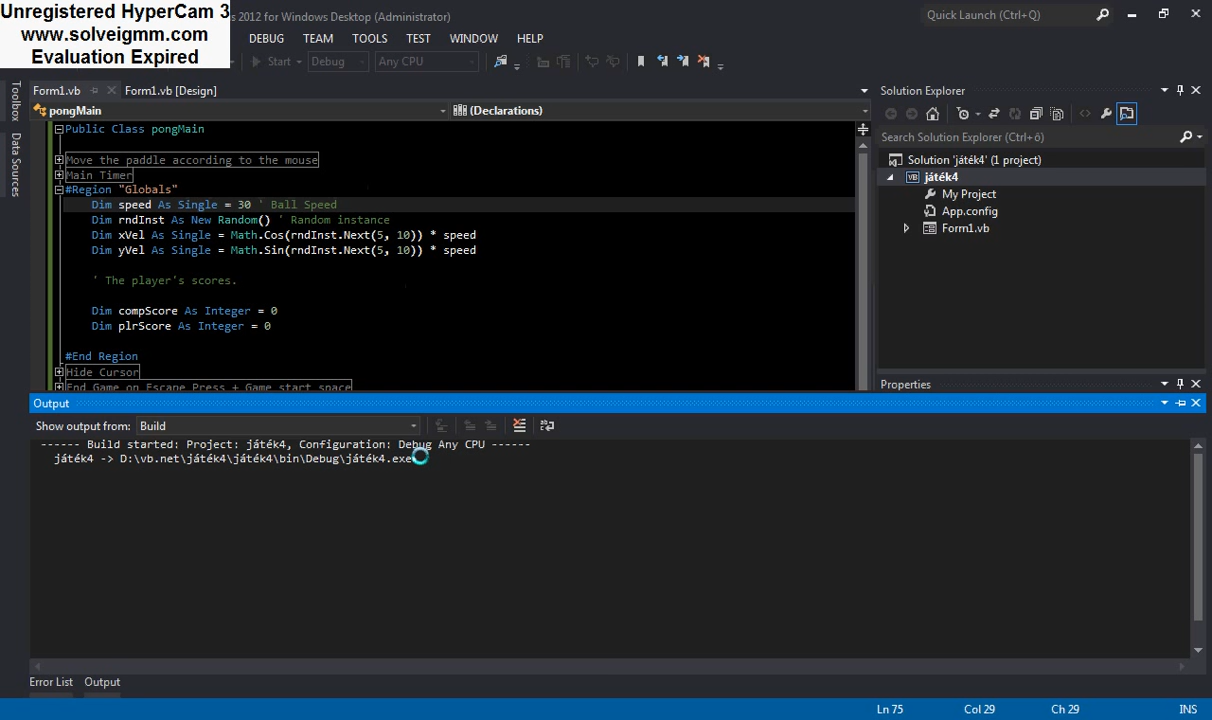 Unregistered HyperCam 3
www.solveigmm.com
Evaluation Expired
2012 for Windows Desktop (Administrator)
Quick Launch (Ctrl+Q)
DEBUG TEAM TOOLS TEST WINDOW HELP
Start Debug Any CPU
Toolbox
Data Sources
Form1.vb Form1.vb [Design]
pongMain (Declarations)
Public Class pongMain
Move the paddle according to the mouse
Main Timer
#Region "Globals"
Dim speed As Single = 30 ' Ball Speed
Dim rndInst As New Random() ' Random instance
Dim xVel As Single = Math.Cos(rndInst.Next(5, 10)) * speed
Dim yVel As Single = Math.Sin(rndInst.Next(5, 10)) * speed
' The player's scores.
Dim compScore As Integer = 0
Dim plrScore As Integer = 0
#End Region
Hide Cursor
End Game on Escape Press + Game start space
Solution Explorer
Search Solution Explorer (Ctrl+ő)
Solution 'játék4' (1 project)
VB játék4
My Project
App.config
Form1.vb
Properties
Output
Show output from: Build
------ Build started: Project: játék4, Configuration: Debug Any CPU ------
játék4 -> D:\vb.net\játék4\játék4\bin\Debug\játék4.exe
Error List Output
Ln 75 Col 29 Ch 29 INS